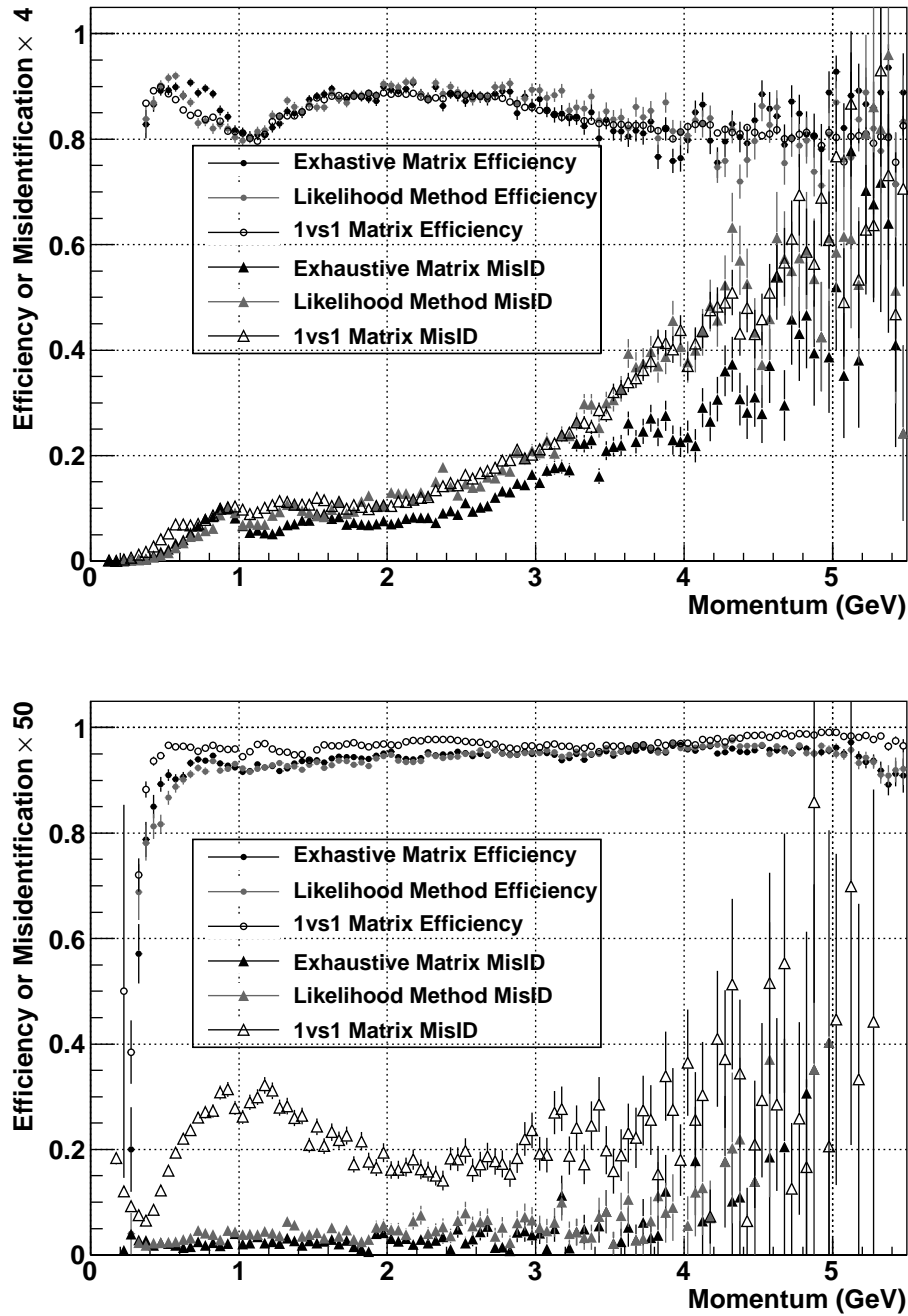 Efficiency or Misidentification × 4
1
0.8
0.6
0.4
0.2
0
Exhastive Matrix Efficiency
Likelihood Method Efficiency
1vs1 Matrix Efficiency
Exhaustive Matrix MisID
Likelihood Method MisID
1vs1 Matrix MisID
0 1 2 3 4 5
Momentum (GeV)
Efficiency or Misidentification × 50
1
0.8
0.6
0.4
0.2
0
Exhastive Matrix Efficiency
Likelihood Method Efficiency
1vs1 Matrix Efficiency
Exhaustive Matrix MisID
Likelihood Method MisID
1vs1 Matrix MisID
0 1 2 3 4 5
Momentum (GeV)